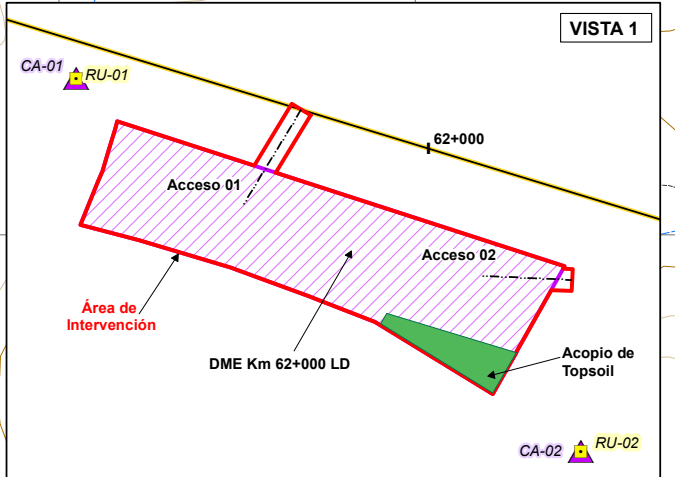 VISTA 1
CA-01 RU-01
62+000
Acceso 01
Acceso 02
Área de
Intervención
DME Km 62+000 LD
Acopio de
Topsoil
CA-02 RU-02